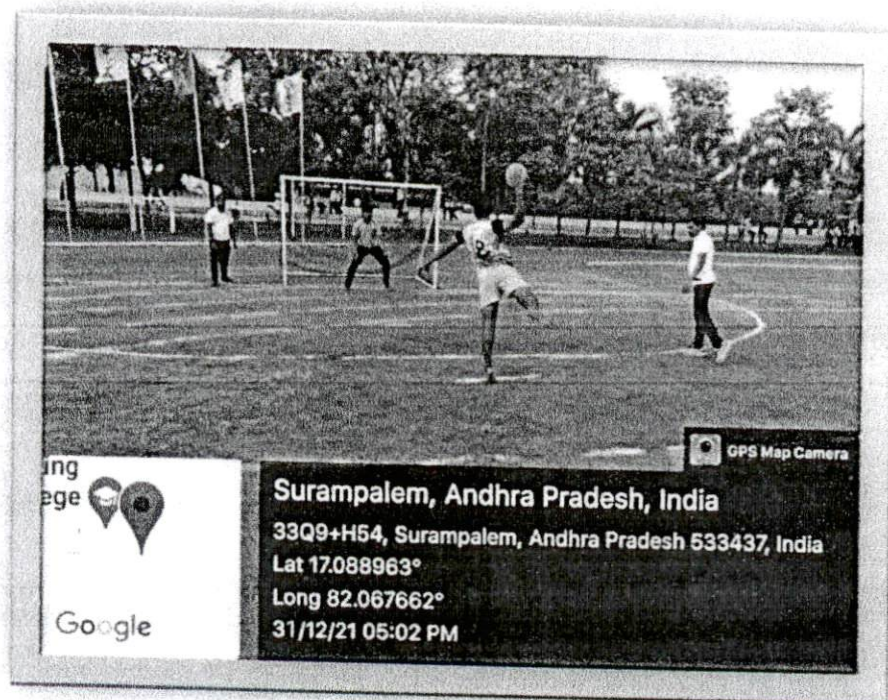 8
GPS Map Camera
ung
ege
Google
Surampalem, Andhra Pradesh, India
33Q9+H54, Surampalem, Andhra Pradesh 533437, India
Lat 17.088963°
Long 82.067662°
31/12/21 05:02 PM